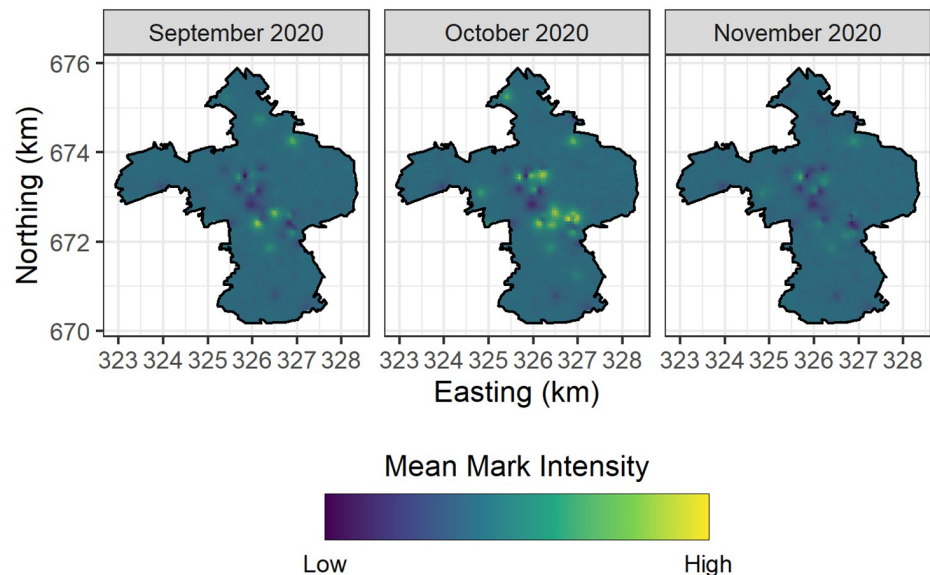 September 2020 October 2020 November 2020
676
674
672
670
Northing (km)
323 324 325 326 327 328 323 324 325 326 327 328 323 324 325 326 327 328
Easting (km)
Mean Mark Intensity
Low High